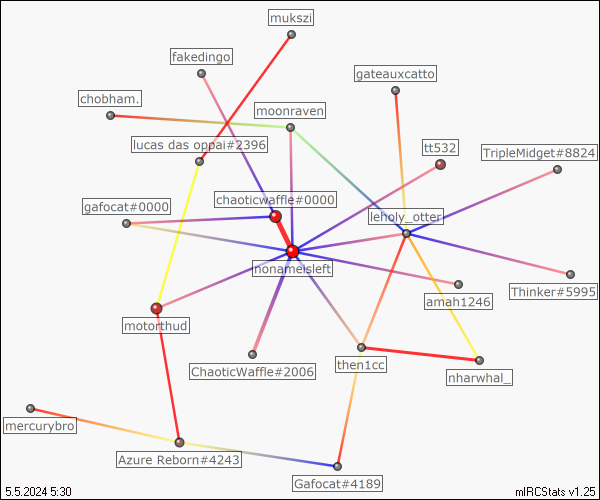 mukszi
fakedingo
gateauxcatto
chobham.
moonraven
lucas das oppai#2396
tt532
TripleMidget#8824
chaoticwaffle#0000
gafocat#0000
leholy_otter
nonameisleft
Thinker#5995
amah1246
motorthud
then1cc
ChaoticWaffle#2006
nharwhal_
mercurybro
Azure Reborn#4243
Gafocat#4189
5.5.2024 5:30
mIRCStats v1.25